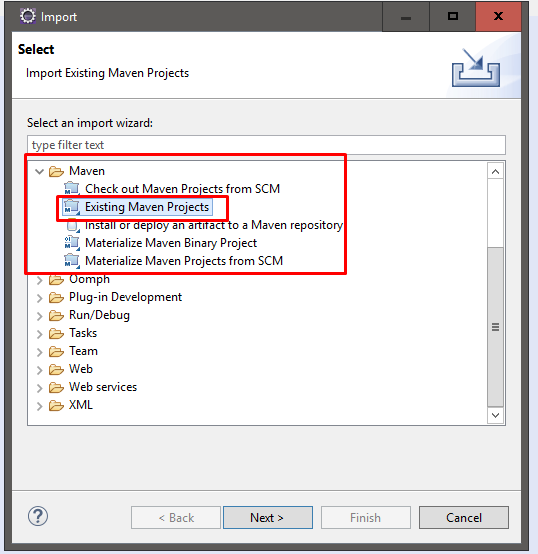 Import
Select
Import Existing Maven Projects
Select an import wizard:
type filter text
Maven
Check out Maven Projects from SCM
Existing Maven Projects
Install or deploy an artifact to a Maven repository
Materialize Maven Binary Project
Materialize Maven Projects from SCM
Oomph
Plug-in Development
Run/Debug
Tasks
Team
Web
Web services
XML
< Back
Next >
Finish
Cancel